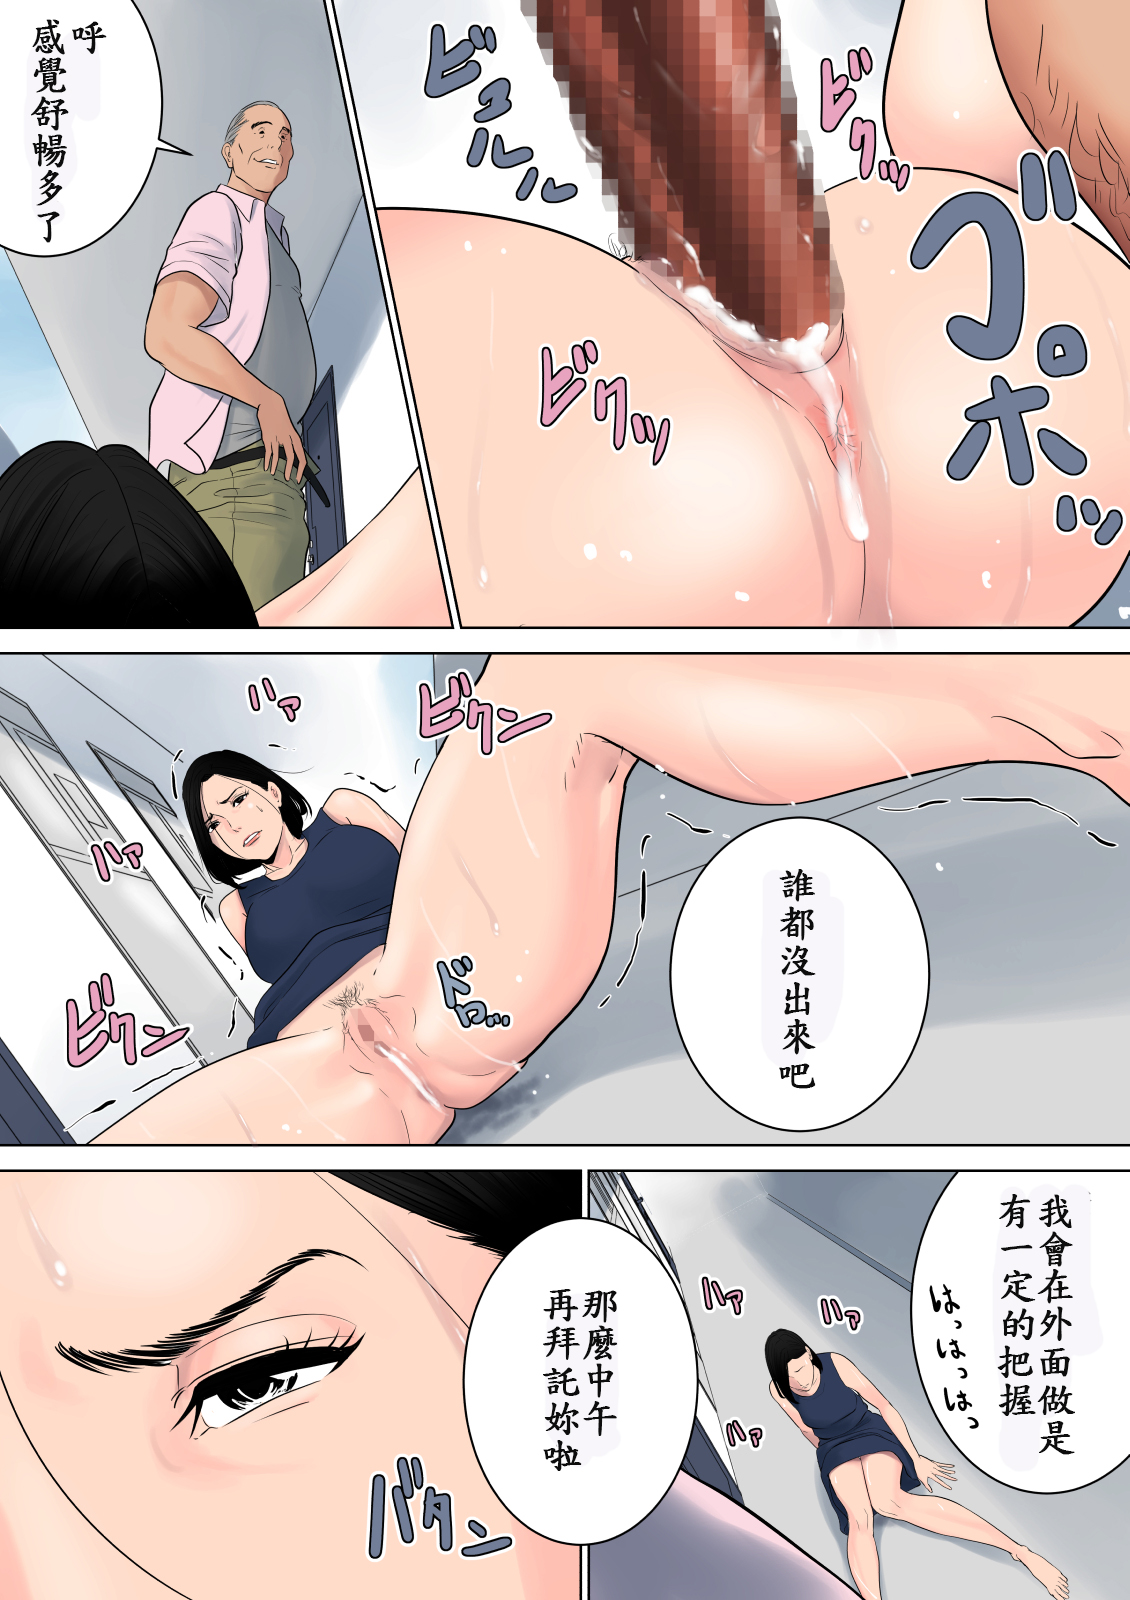 ビュルルル
ビクッ
ゴポ。ポッ
ビクッ
呼
感覺舒暢多了
ハァ
ビクン
ハァ
ビクン
ドロッ…
誰都沒出來吧
我會在外面做是
有一定的把握
はっはっはっ
ハァ
ハァ
ハァ
那麼中午
再拜託妳啦
バタン